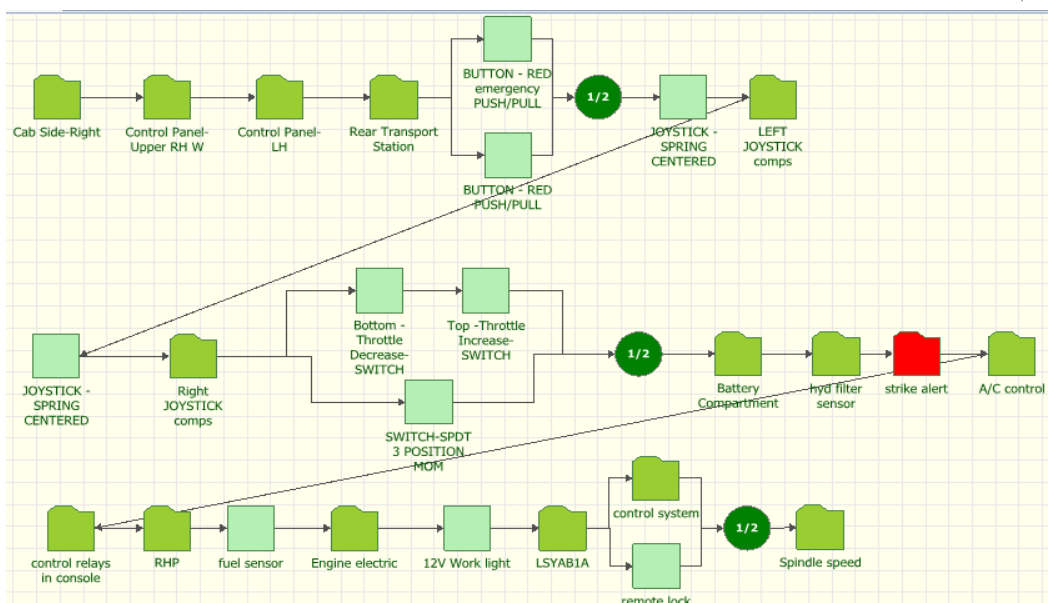 BUTTON - RED
emergency
PUSH/PULL
1/2
Cab Side-Right
Control Panel-
Upper RH W
Control Panel-
LH
Rear Transport
Station
JOYSTICK -
SPRING
CENTERED
LEFT
JOYSTICK
comps
BUTTON - RED
PUSH/PULL
Bottom -
Throttle
Decrease-
SWITCH
Top -Throttle
Increase-
SWITCH
1/2
JOYSTICK -
SPRING
CENTERED
Right
JOYSTICK
comps
Battery
Compartment
hyd filter
sensor
strike alert
A/C control
SWITCH-SPDT
3 POSITION
MOM
control system
1/2
control relays
in console
RHP
fuel sensor
Engine electric
12V Work light
LSYAB1A
Spindle speed
remote lock